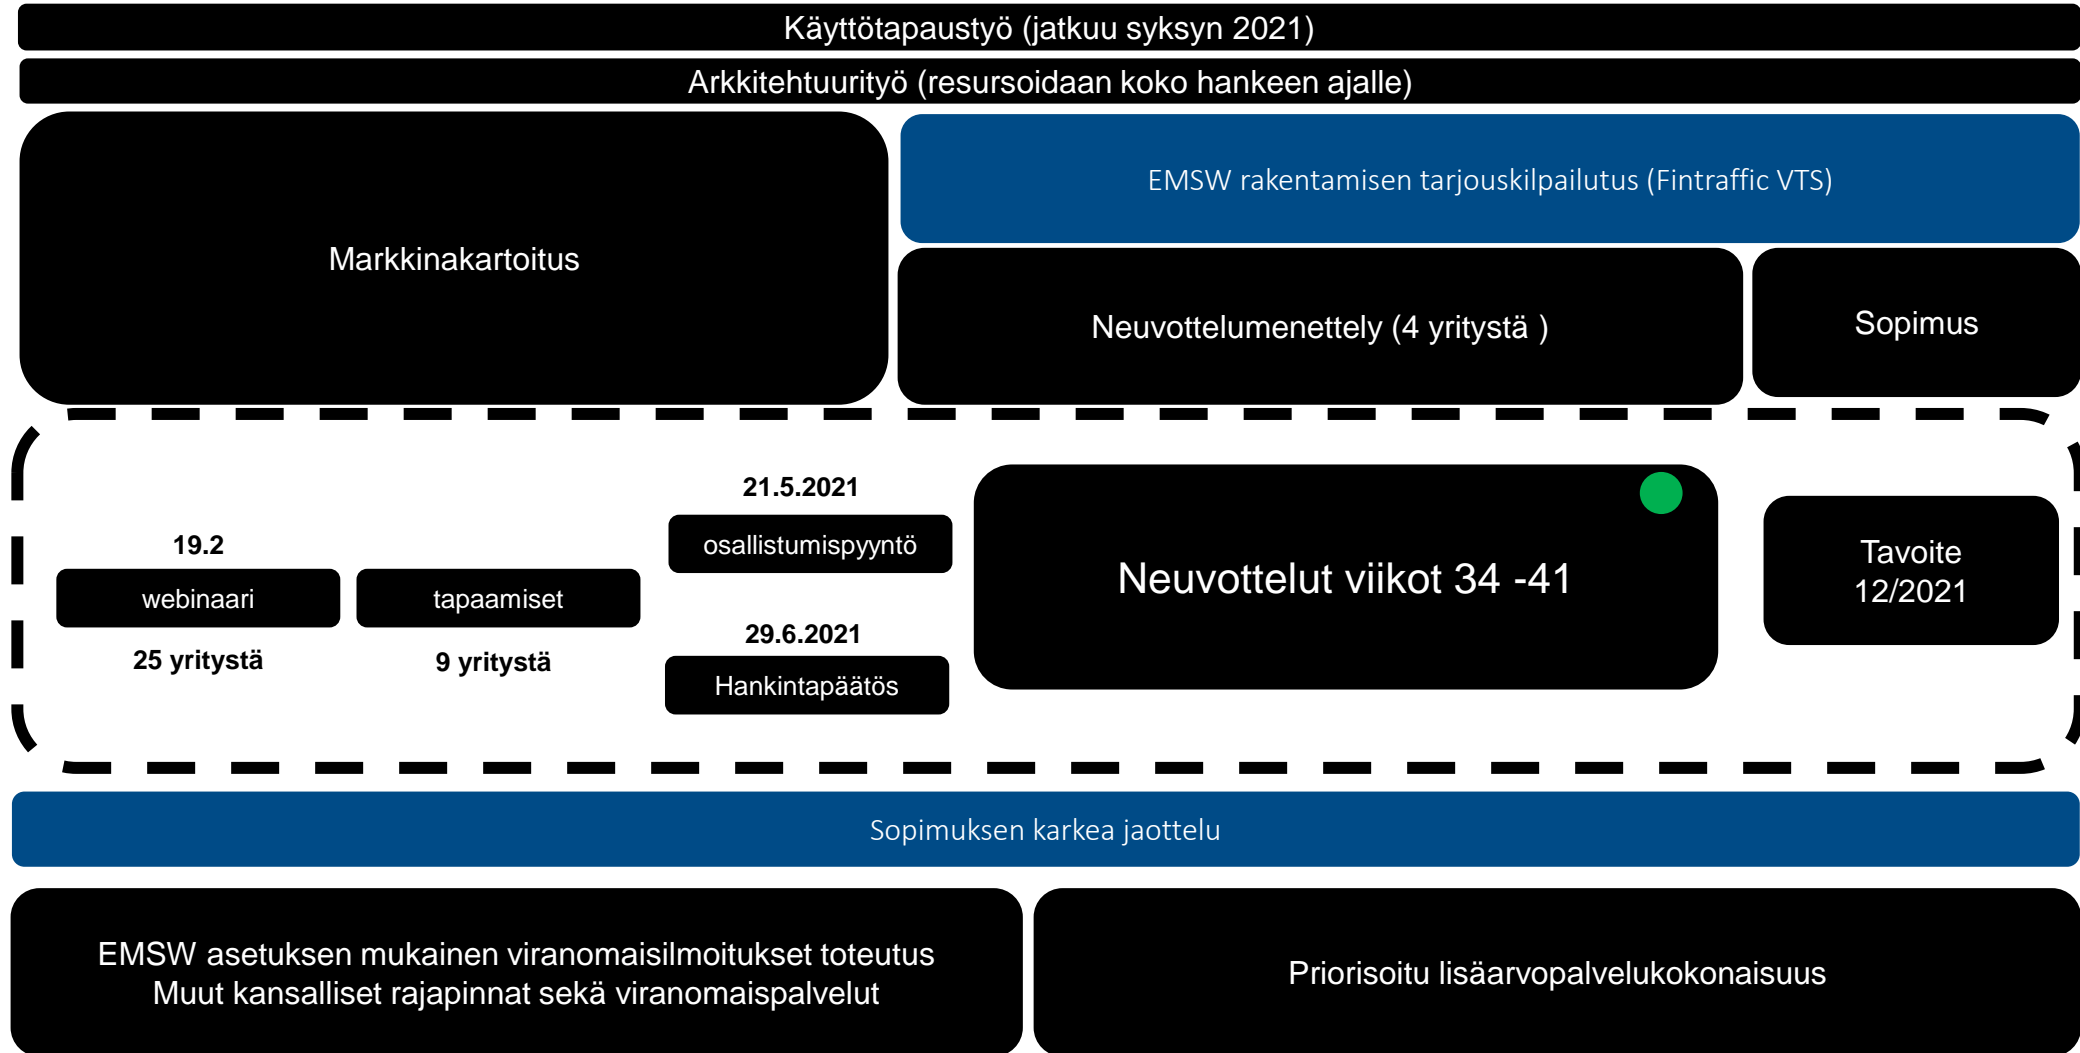 Käyttötapaustyö (jatkuu syksyn 2021)
Arkkitehtuurityö (resursoidaan koko hankeen ajalle)
Markkinakartoitus
EMSW rakentamisen tarjouskilpailutus (Fintraffic VTS)
Neuvottelumenettely (4 yritystä )
Sopimus
19.2
webinaari
25 yritystä
tapaamiset
9 yritystä
21.5.2021
osallistumispyyntö
29.6.2021
Hankintapäätös
Neuvottelut viikot 34 -41
Tavoite
12/2021
Sopimuksen karkea jaottelu
EMSW asetuksen mukainen viranomaisilmoitukset toteutus
Muut kansalliset rajapinnat sekä viranomaispalvelut
Priorisoitu lisäarvopalvelukokonaisuus